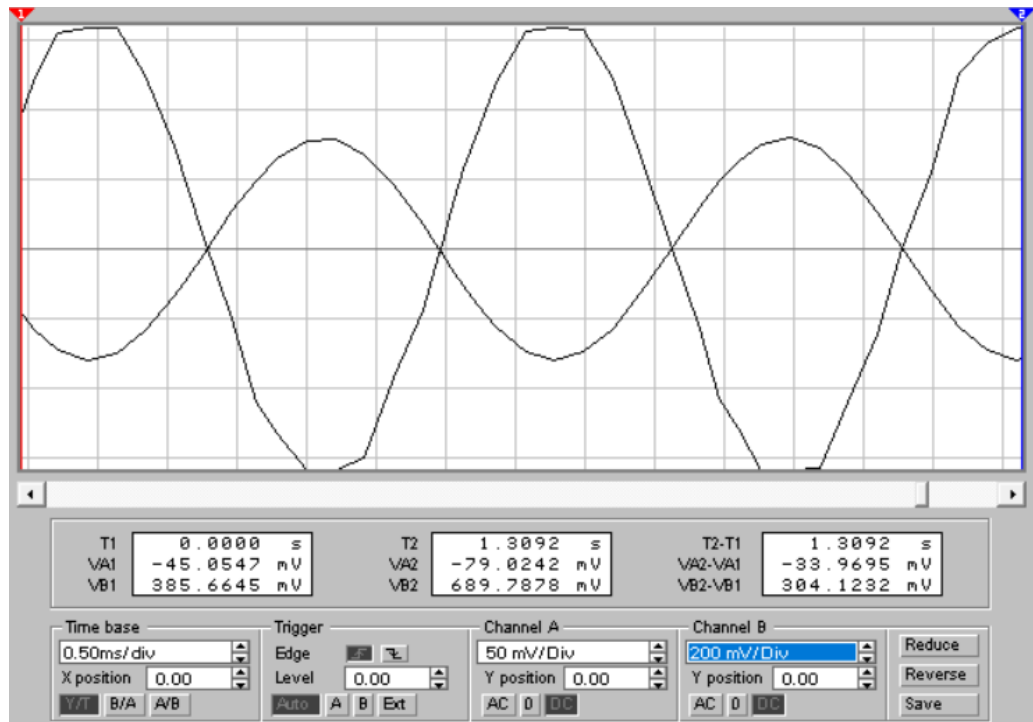 1 2
T1 0.0000 s T2 1.3092 s T2-T1 1.3092 s
VA1 -45.0547 mV VA2 -79.0242 mV VA2-VA1 -33.9695 mV
VB1 385.6645 mV VB2 689.7878 mV VB2-VB1 304.1232 mV
Time base Trigger Channel A Channel B
0.50ms/div Edge 50 mV/Div 200 mV/Div Reduce
X position 0.00 Level 0.00 Y position 0.00 Y position 0.00 Reverse
Y/T B/A A/B Auto A B Ext AC 0 DC AC 0 DC Save